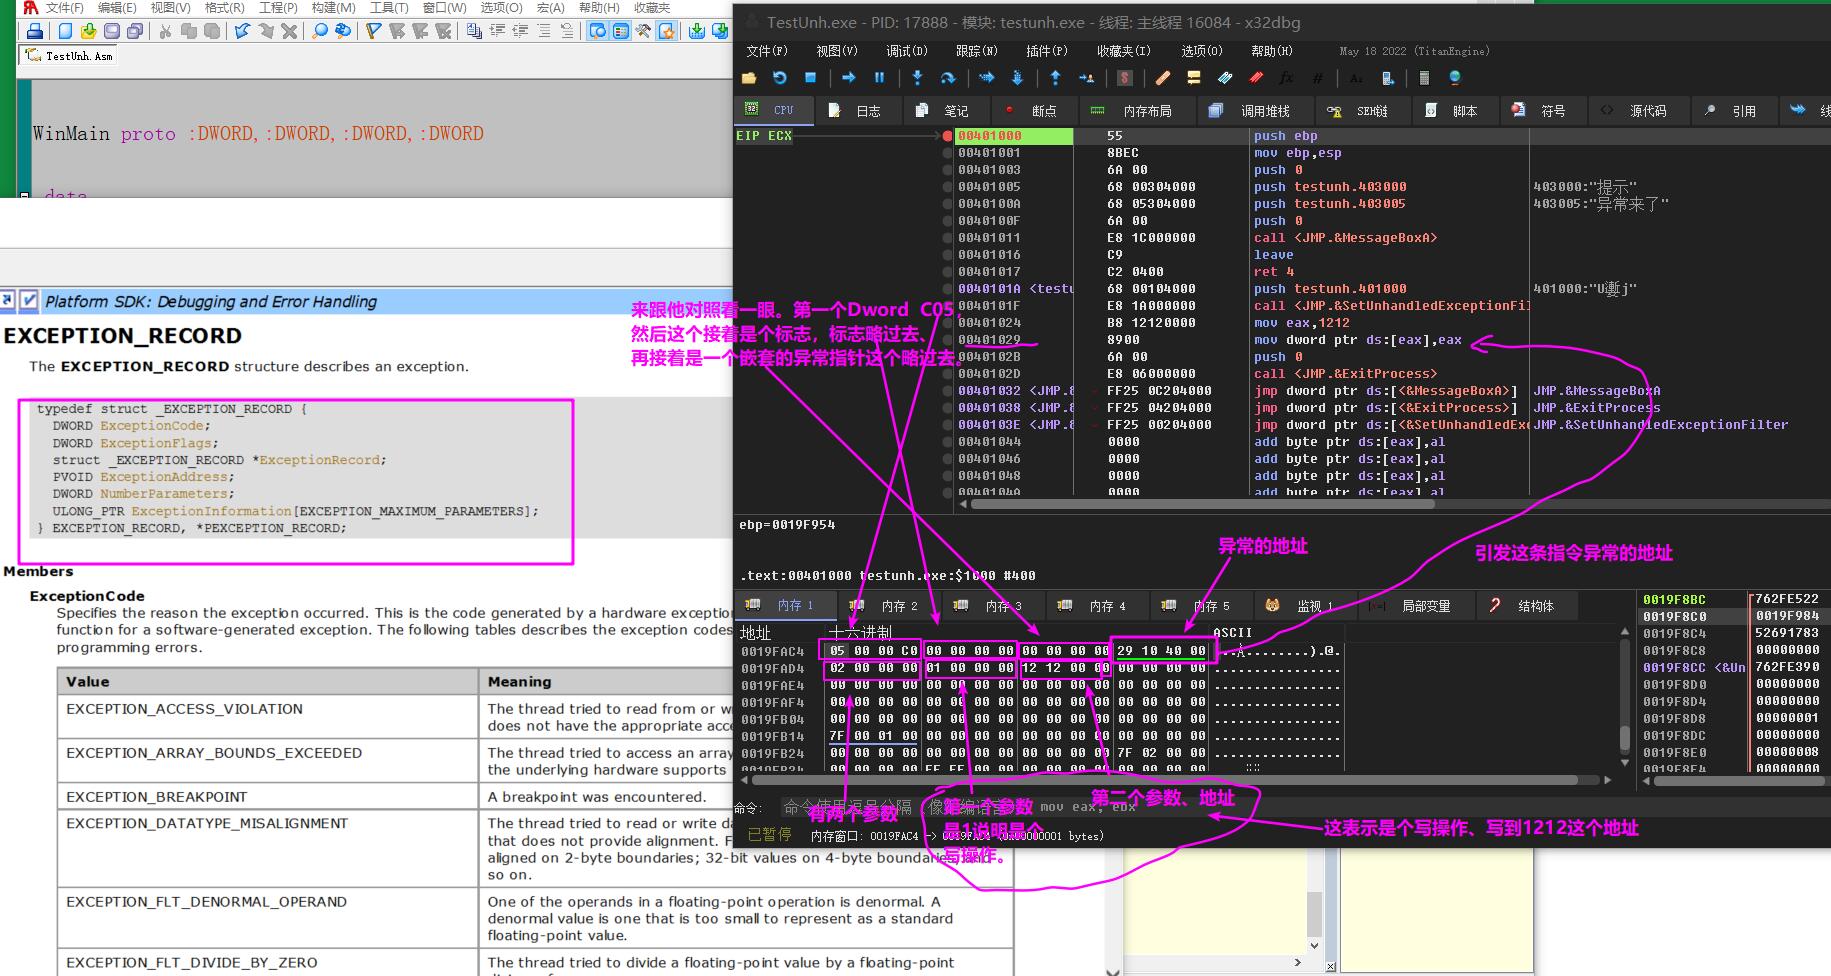 文件(F) 编辑(E) 视图(V) 格式(R) 工程(P) 构建(M) 工具(T) 窗口(W) 选项(O) 宏(A) 帮助(H) 收藏夹
TestUnh.Asm
WinMain proto :DWORD,:DWORD,:DWORD,:DWORD
Platform SDK: Debugging and Error Handling
EXCEPTION_RECORD
The EXCEPTION_RECORD structure describes an exception.
typedef struct _EXCEPTION_RECORD {
DWORD ExceptionCode;
DWORD ExceptionFlags;
struct _EXCEPTION_RECORD *ExceptionRecord;
PVOID ExceptionAddress;
DWORD NumberParameters;
ULONG_PTR ExceptionInformation[EXCEPTION_MAXIMUM_PARAMETERS];
} EXCEPTION_RECORD, *PEXCEPTION_RECORD;
Members
ExceptionCode
Specifies the reason the exception occurred. This is the code generated by a hardware exception
function for a software-generated exception. The following tables describes the exception codes
programming errors.
Value Meaning
EXCEPTION_ACCESS_VIOLATION The thread tried to read from or
does not have the appropriate
EXCEPTION_ARRAY_BOUNDS_EXCEEDED The thread tried to access an array
the underlying hardware supports
EXCEPTION_BREAKPOINT A breakpoint was encountered.
EXCEPTION_DATATYPE_MISALIGNMENT The thread tried to read or write
that does not provide alignment.
aligned on 2-byte boundaries; 32-bit values on 4-byte
so on.
EXCEPTION_FLT_DENORMAL_OPERAND One of the operands in a floating-point operation is denormal. A
denormal value is one that is too small to represent as a standard
floating-point value.
EXCEPTION_FLT_DIVIDE_BY_ZERO The thread tried to divide a floating-point value by a floating-point
来跟他对照看一眼。第一个Dword C05,
然后这个接着是个标志,标志略过去、
再接着是一个嵌套的异常指针这个略过去。
TestUnh.exe - PID: 17888 - 模块: testunh.exe - 线程: 主线程 16084 - x32dbg
文件(F) 视图(V) 调试(D) 跟踪(N) 插件(P) 收藏夹(I) 选项(O) 帮助(H) May 18 2022 (TitanEngine)
CPU 日志 笔记 断点 内存布局 调用堆栈 SEH链 脚本 符号 源代码 引用
EIP ECX 00401000 55 push ebp
00401001 8BEC mov ebp,esp
00401003 6A 00 push 0
00401005 68 00304000 push testunh.403000 403000:"提示"
0040100A 68 05304000 push testunh.403005 403005:"异常来了"
0040100F 6A 00 push 0
00401011 E8 1C000000 call <JMP.&MessageBoxA>
00401016 C9 leave
00401017 C2 0400 ret 4
0040101A <testu 68 00104000 push testunh.401000
0040101F E8 1A000000 call <JMP.&SetUnhandledExceptionFil
00401024 B8 12120000 mov eax,1212
00401029 8900 mov dword ptr ds:[eax],eax
0040102B 6A 00 push 0
0040102D E8 06000000 call <JMP.&ExitProcess>
00401032 <JMP.& FF25 0C204000 jmp dword ptr ds:[<&MessageBoxA>] JMP.&MessageBoxA
00401038 <JMP.& FF25 04204000 jmp dword ptr ds:[<&ExitProcess>] JMP.&ExitProcess
0040103E <JMP.& FF25 00204000 jmp dword ptr ds:[<&SetUnhandledEx JMP.&SetUnhandledExceptionFilter
00401044 0000 add byte ptr ds:[eax],al
00401046 0000 add byte ptr ds:[eax],al
00401048 0000 add byte ptr ds:[eax],al
0040104A 0000 add byte ptr ds:[eax],al
ebp=0019F954
异常的地址
引发这条指令异常的地址
.text:00401000 testunh.exe:$1000 #400
内存 1 内存 2 内存 3 内存 4 内存 5 监视 1 局部变量 结构体
地址 十六进制 ASCII
0019FAC4 05 00 00 C0 00 00 00 00 00 00 00 00 29 10 40 00
0019FAD4 02 00 00 00 01 00 00 00 12 12 00 00 00 00 00 00
0019FAE4 00 00 00 00 00 00 00 00 00 00 00 00 00 00 00 00
0019FAF4 00 00 00 00 00 00 00 00 00 00 00 00 00 00 00 00
0019FB04 00 00 00 00 00 00 00 00 00 00 00 00 00 00 00 00
0019FB14 7F 00 01 00 00 00 00 00 00 00 00 00 00 00 00 00
0019FB24 00 00 00 00 00 00 00 00 00 00 00 00 7F 02 00 00
0019F8BC 762FE522
0019F8C0 0019F984
0019F8C4 52691783
0019F8C8 00000000
0019F8CC <&Un 762FE390
0019F8D0 00000000
0019F8D4 00000000
0019F8D8 00000001
0019F8DC 00000000
0019F8E0 00000008
0019F8E4 00000000
命令: 命令使用逗号分隔 mov eax, ebx
有两个参数
第一个参数
是1说明是个
写操作。
第二个参数、地址
这表示是个写操作、写到1212这个地址
已暂停 内存窗口: 0019FAC4 -> 0019FAC4 (0x00000001 bytes)